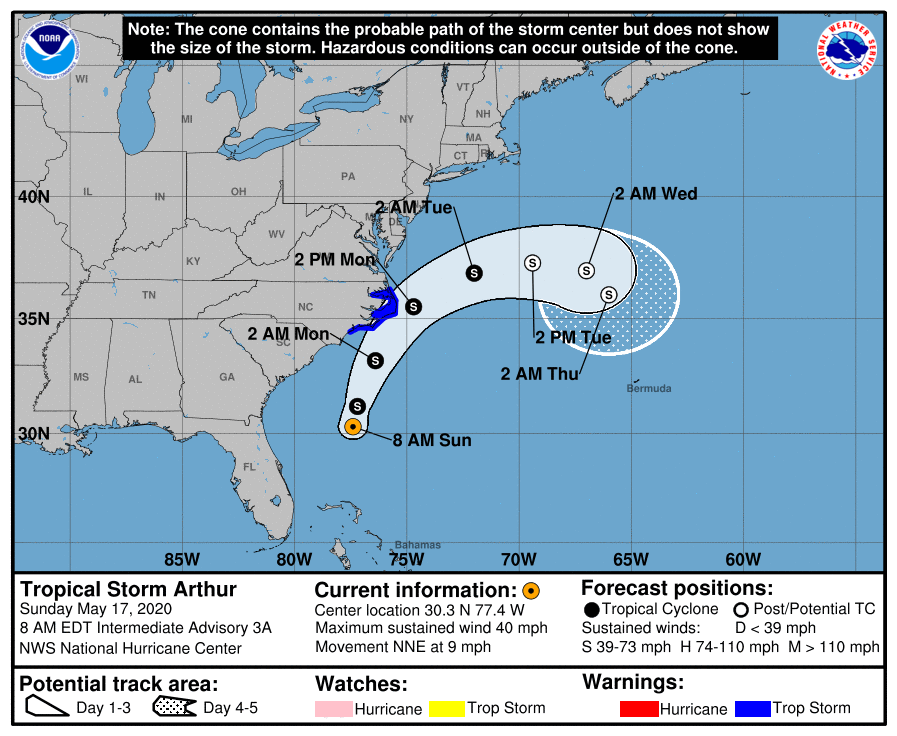 Note: The cone contains the probable path of the storm center but does not show
the size of the storm. Hazardous conditions can occur outside of the cone.
NOAA
NATIONAL WEATHER SERVICE
WI
MI
VT
NH
NY
MA
CT
RI
PA
40N
IL
IN
OH
2 AM Tue
2 AM Wed
DE
WV
KY
2 PM Mon
TN
NC
35N
2 AM Mon
SC
2 PM Tue
2 AM Thu
Bermuda
MS
AL
GA
30N
8 AM Sun
FL
Bahamas
85W
80W
75W
70W
65W
60W
Tropical Storm Arthur
Sunday May 17, 2020
8 AM EDT Intermediate Advisory 3A
NWS National Hurricane Center
Current information:
Center location 30.3 N 77.4 W
Maximum sustained wind 40 mph
Movement NNE at 9 mph
Forecast positions:
Tropical Cyclone Post/Potential TC
Sustained winds: D < 39 mph
S 39-73 mph H 74-110 mph M > 110 mph
Potential track area:
Day 1-3 Day 4-5
Watches:
Hurricane Trop Storm
Warnings:
Hurricane Trop Storm